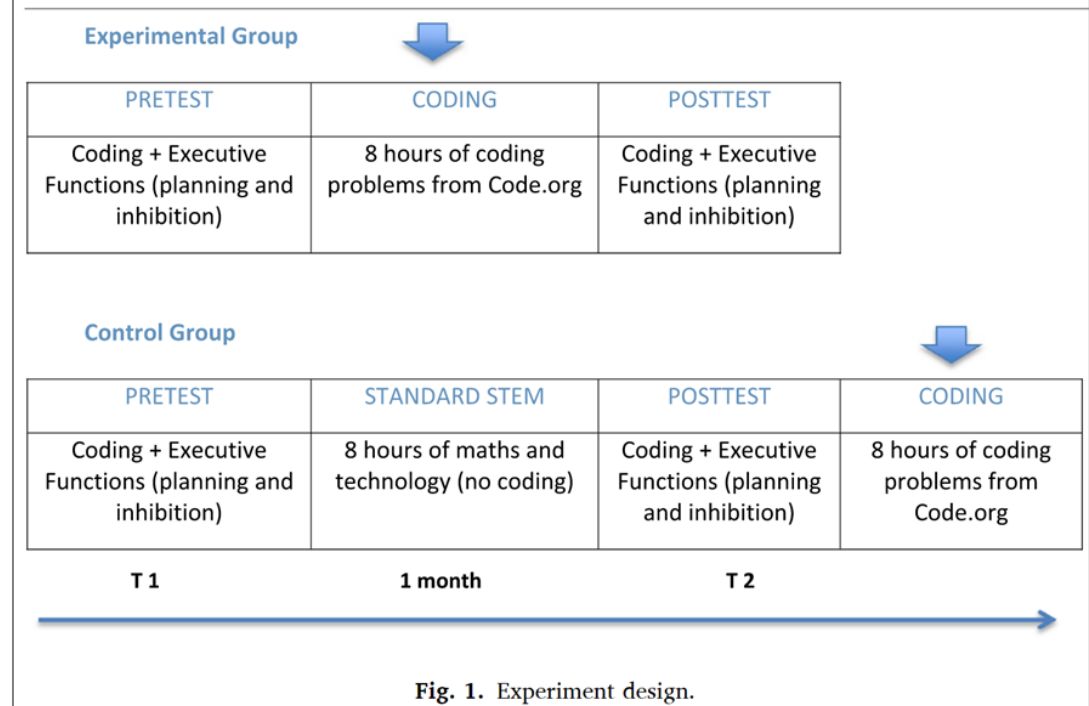 Experimental Group
PRETEST
CODING
POSTTEST
Coding + Executive
Functions (planning and
inhibition)
8 hours of coding
problems from Code.org
Coding + Executive
Functions (planning
and inhibition)
Control Group
PRETEST
STANDARD STEM
POSTTEST
CODING
Coding + Executive
Functions (planning and
inhibition)
8 hours of maths and
technology (no coding)
Coding + Executive
Functions (planning
and inhibition)
8 hours of coding
problems from
Code.org
T 1
1 month
T 2
Fig. 1. Experiment design.